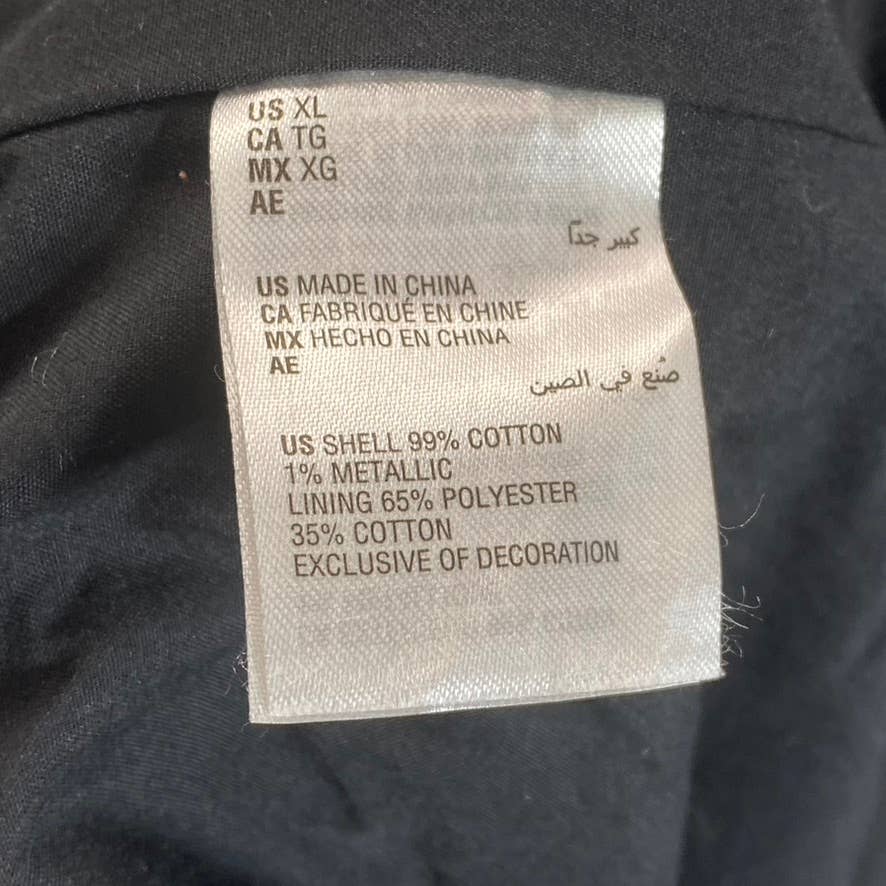 US XL
CA TG
MX XG
AE
كبير جداً
US MADE IN CHINA
CA FABRIQUÉ EN CHINE
MX HECHO EN CHINA
AE
صُنع في الصين
US SHELL 99% COTTON
1% METALLIC
LINING 65% POLYESTER
35% COTTON
EXCLUSIVE OF DECORATION